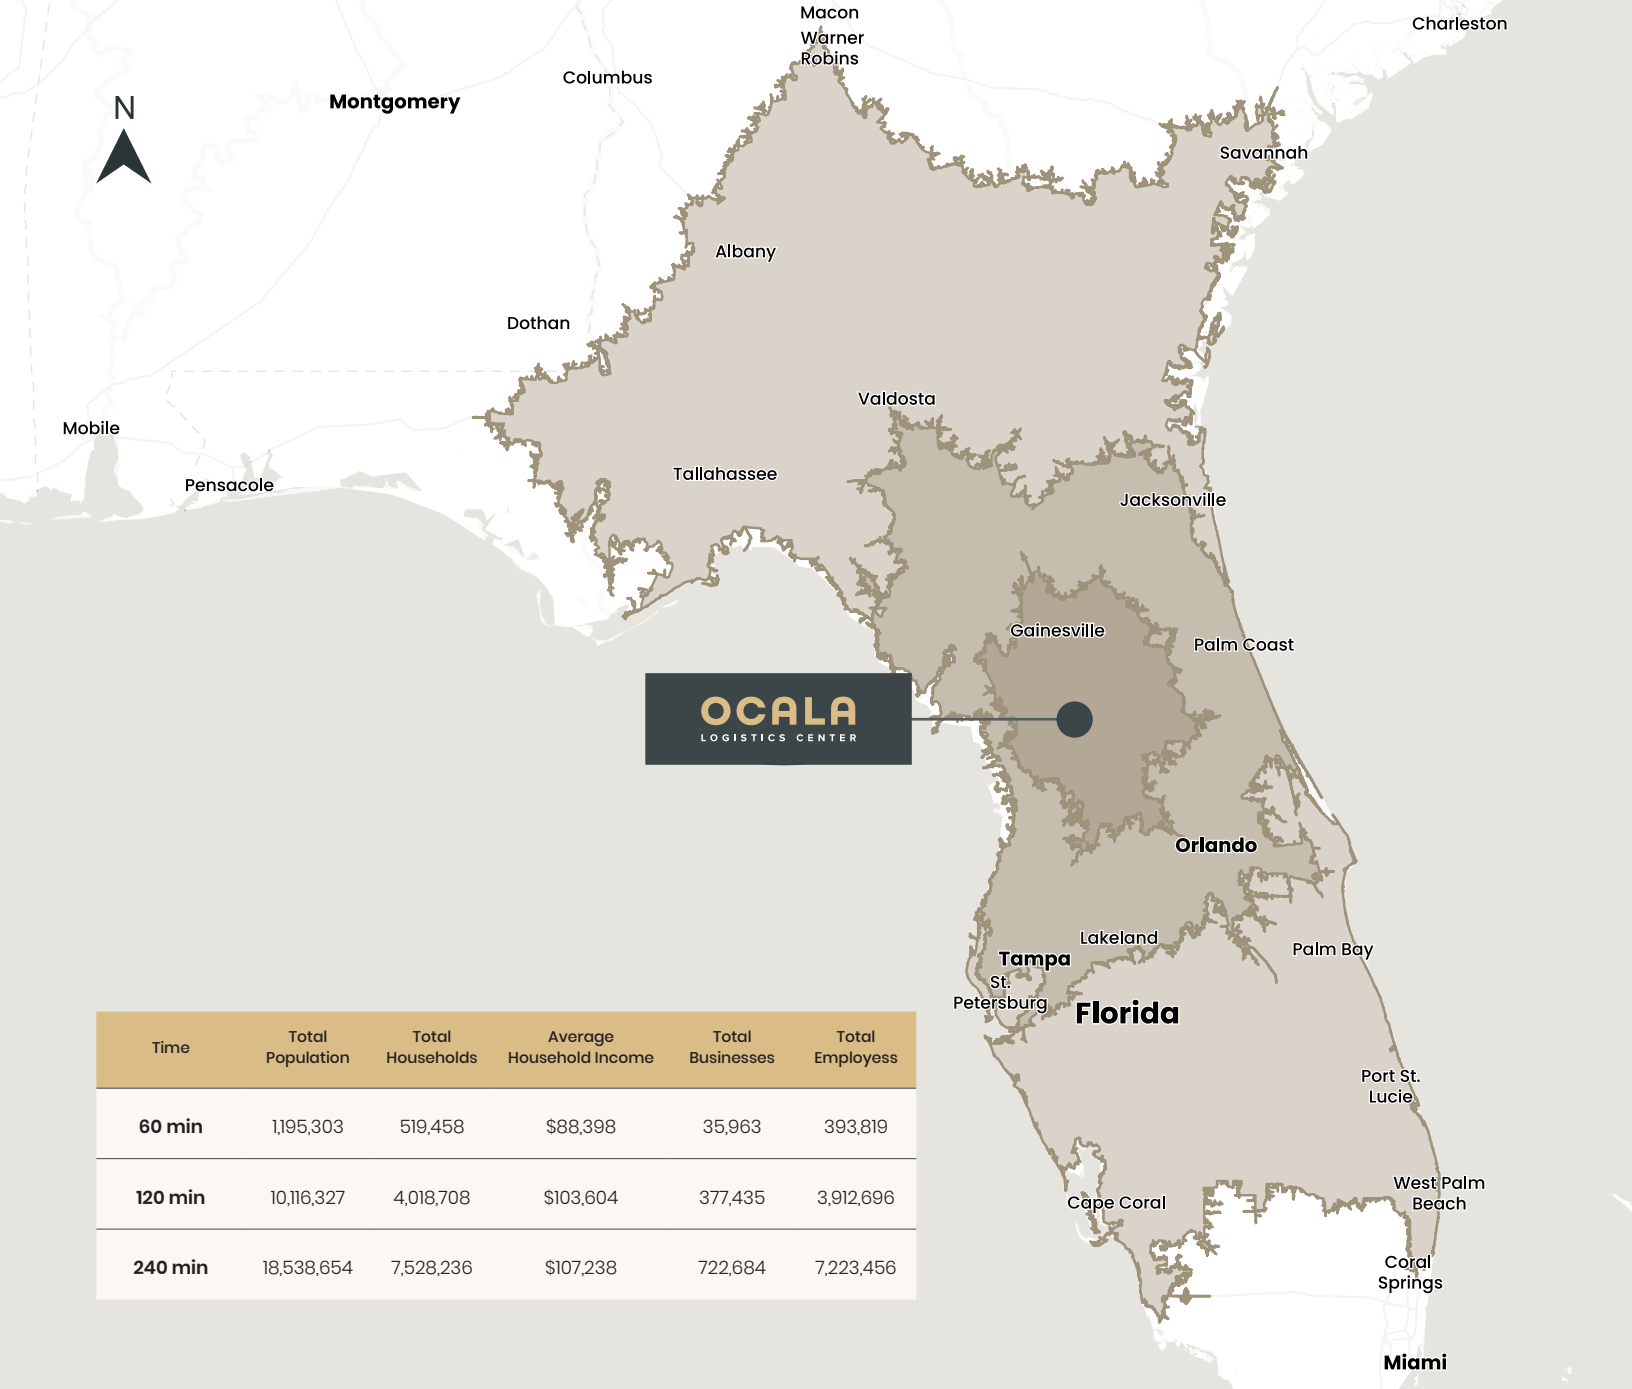 Macon
Charleston
Warner
Robins
Columbus
Montgomery
N
Savannah
Albany
Dothan
Valdosta
Mobile
Tallahassee
Pensacole
Jacksonville
Gainesville
Palm Coast
OCALA
LOGISTICS CENTER
Orlando
Lakeland
Palm Bay
Tampa
St.
Petersburg
Florida
Port St.
Lucie
West Palm
Beach
Cape Coral
Coral
Springs
Miami
Time Total Population Total Households Average Household Income Total Businesses Total Employess
60 min 1,195,303 519,458 $88,398 35,963 393,819
120 min 10,116,327 4,018,708 $103,604 377,435 3,912,696
240 min 18,538,654 7,528,236 $107,238 722,684 7,223,456